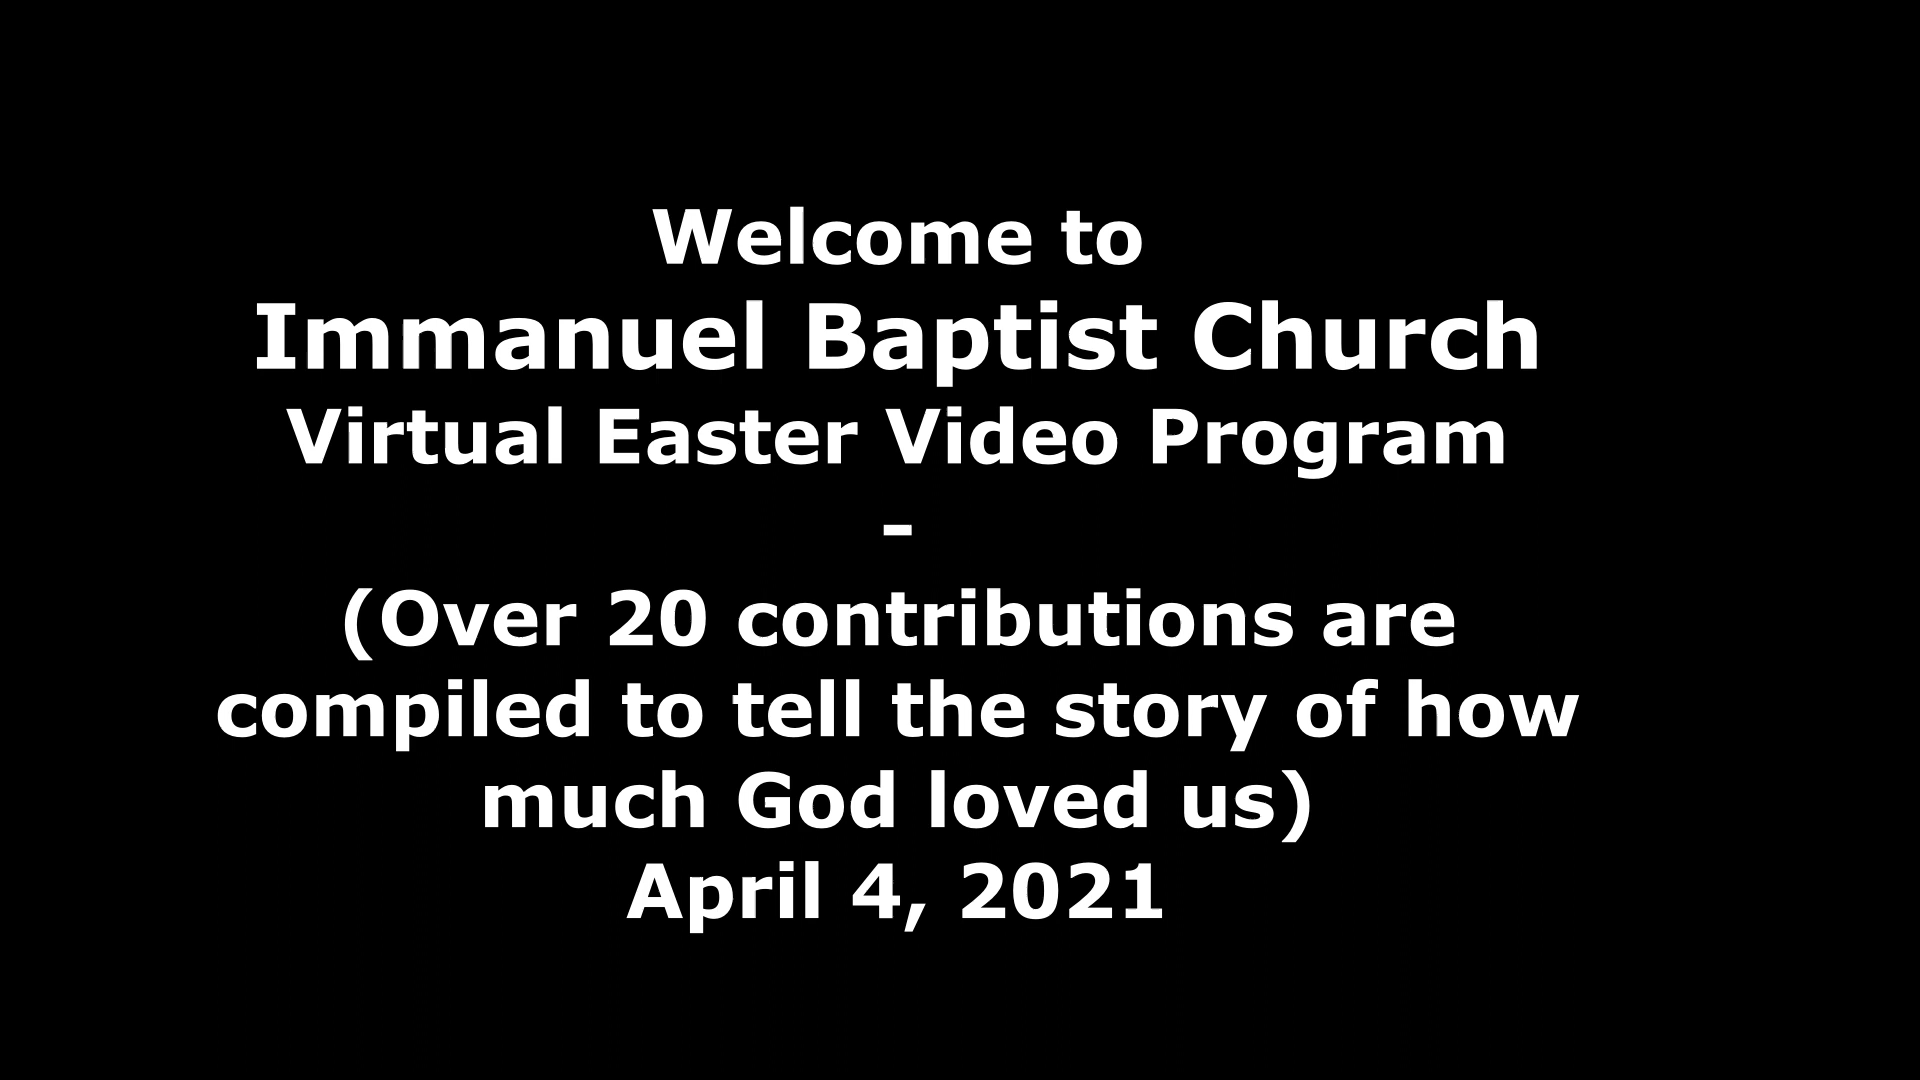 Welcome to
Immanuel Baptist Church
Virtual Easter Video Program
-
(Over 20 contributions are
compiled to tell the story of how
much God loved us)
April 4, 2021